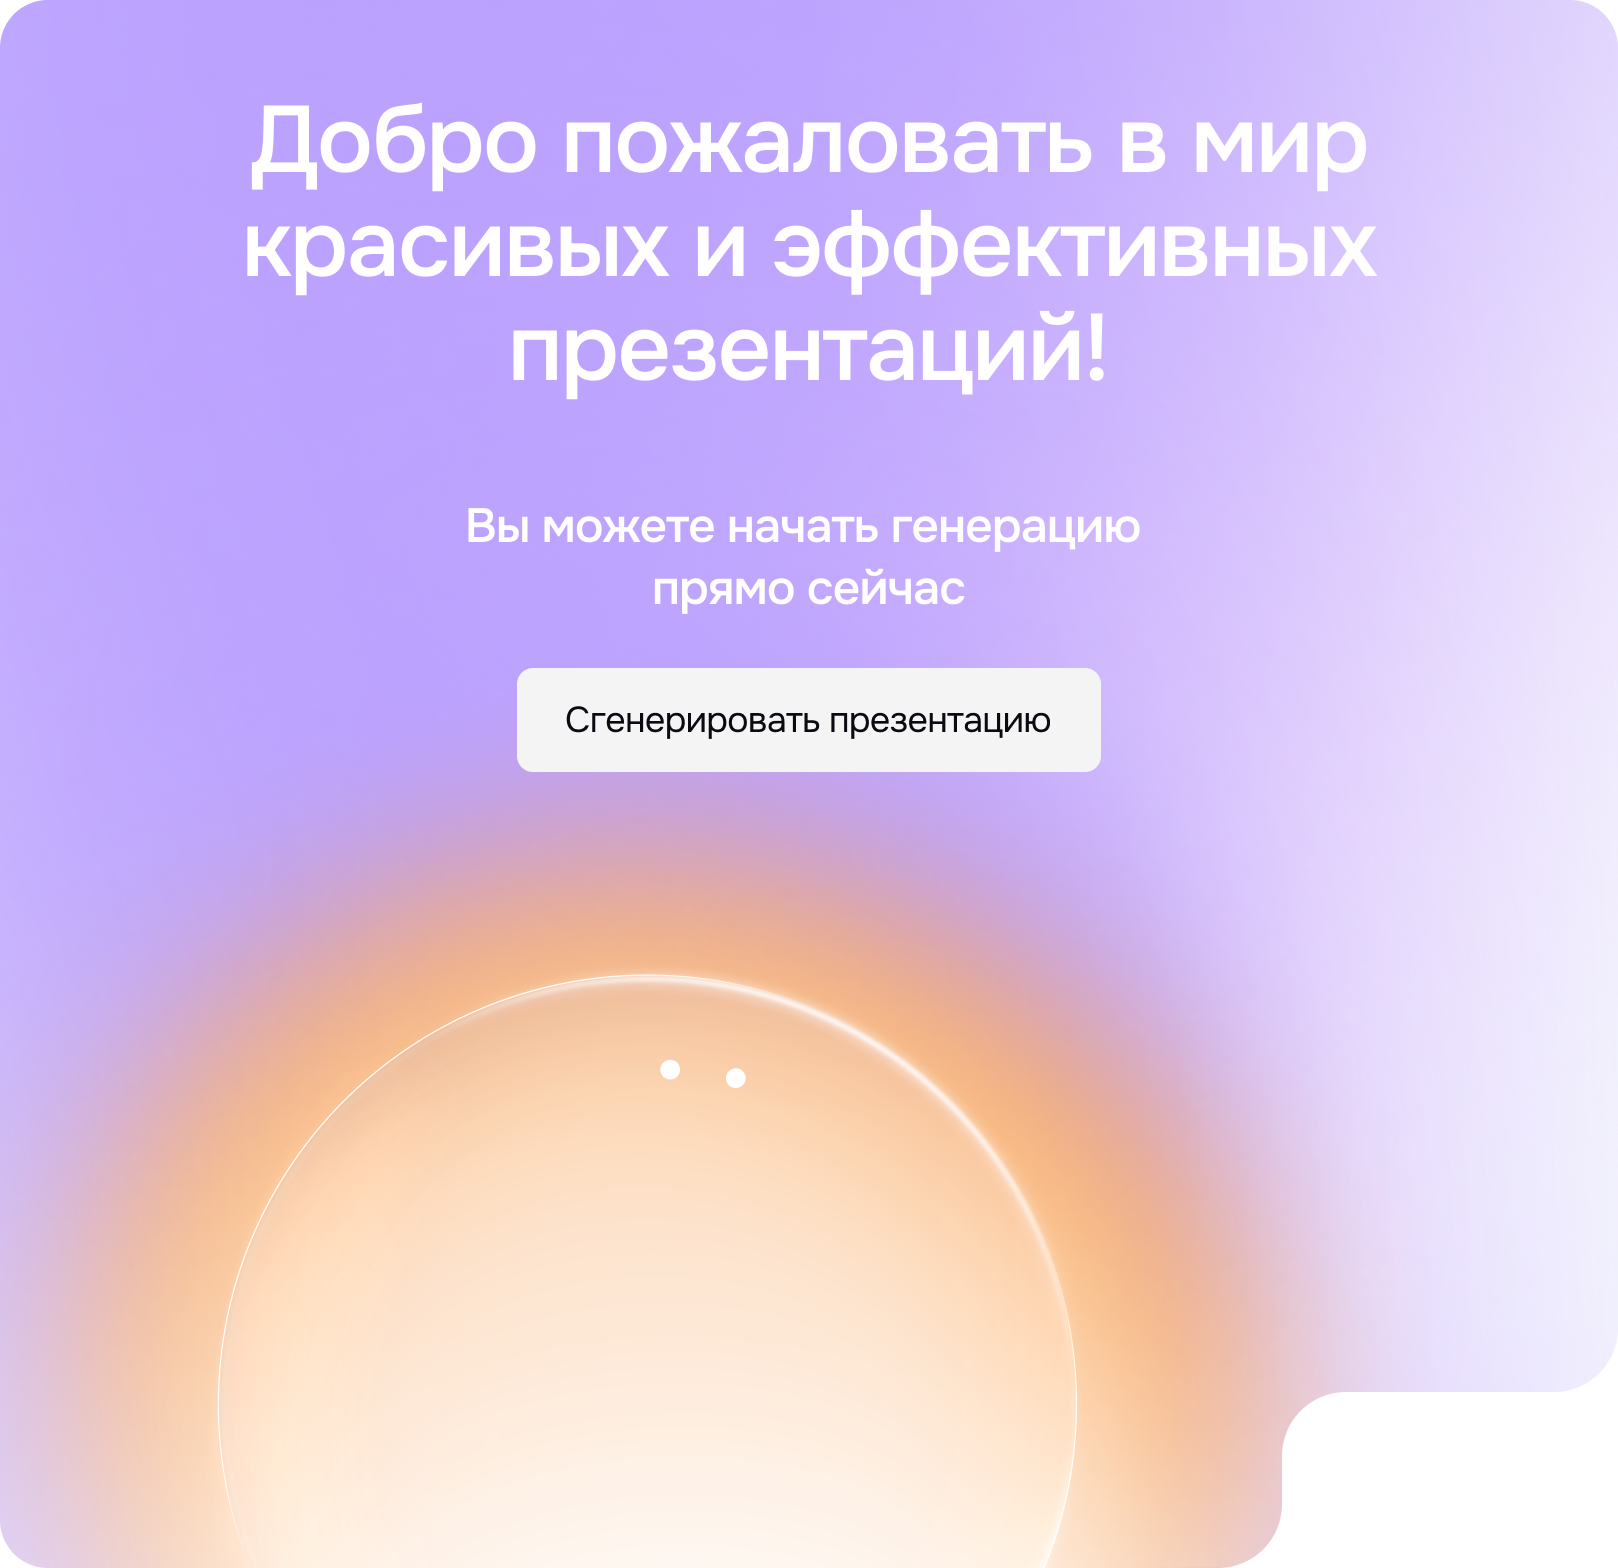 Добро пожаловать в мир
красивых и эффективных
презентаций!
Вы можете начать генерацию
прямо сейчас
Сгенерировать презентацию